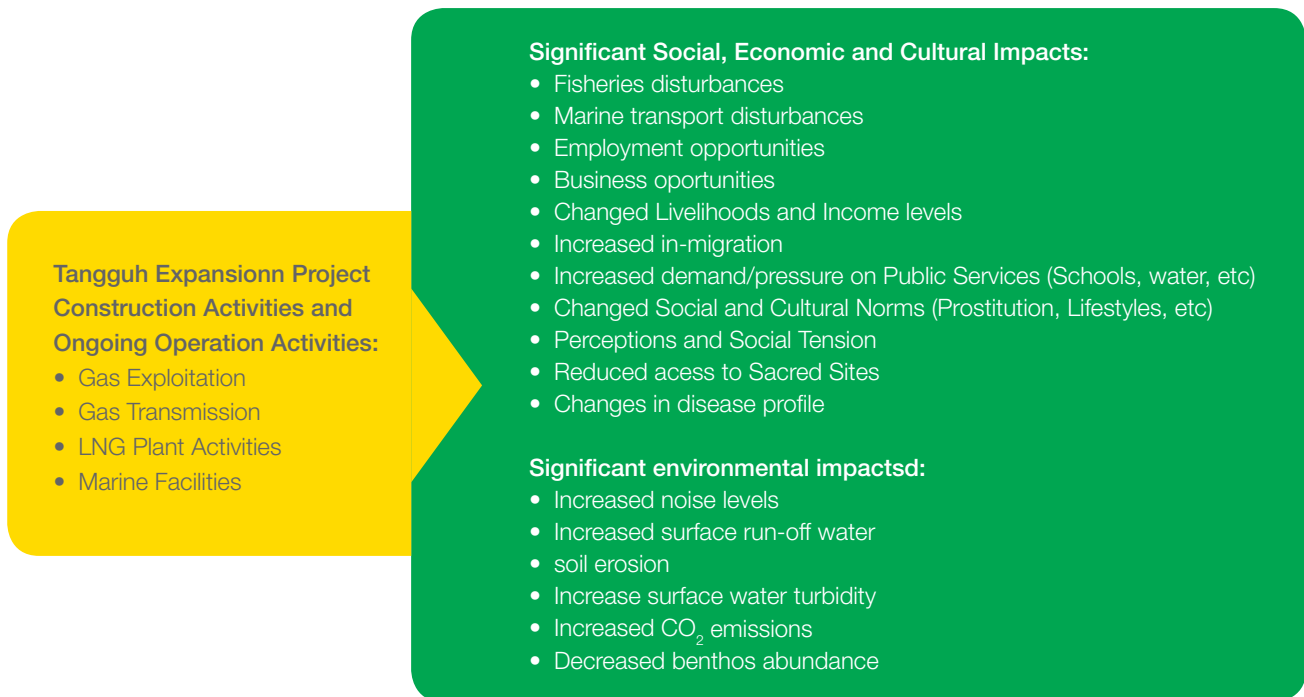 Tangguh Expansionn Project
Construction Activities and
Ongoing Operation Activities:
• Gas Exploitation
• Gas Transmission
• LNG Plant Activities
• Marine Facilities
Significant Social, Economic and Cultural Impacts:
• Fisheries disturbances
• Marine transport disturbances
• Employment opportunities
• Business oportunities
• Changed Livelihoods and Income levels
• Increased in-migration
• Increased demand/pressure on Public Services (Schools, water, etc)
• Changed Social and Cultural Norms (Prostitution, Lifestyles, etc)
• Perceptions and Social Tension
• Reduced acess to Sacred Sites
• Changes in disease profile
Significant environmental impactsd:
• Increased noise levels
• Increased surface run-off water
• soil erosion
• Increase surface water turbidity
• Increased CO₂ emissions
• Decreased benthos abundance